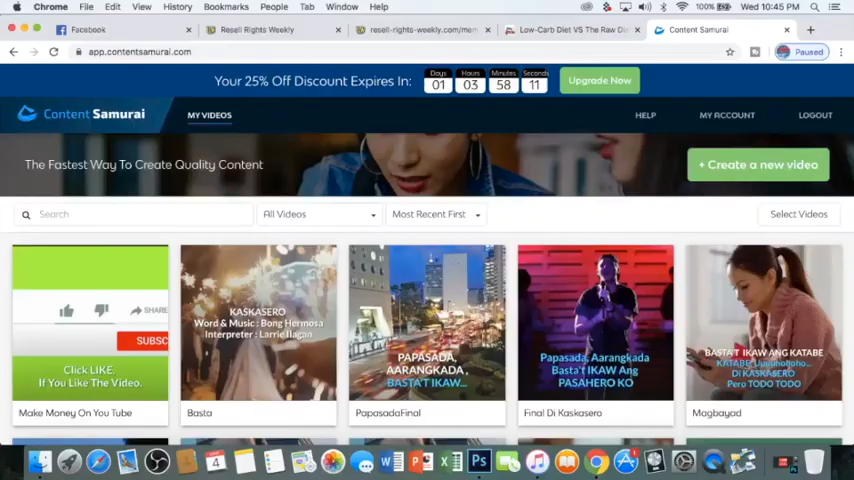 Chrome File Edit View History Bookmarks People Tab Window Help 100% Wed 10:45 PM
Facebook Resell Rights Weekly resell-rights-weekly.com/mem Low-Carb Diet VS The Raw Di Content Samurai
app.contentsamurai.com Paused
Your 25% Off Discount Expires In: Days 01 Hours 03 Minutes 58 Seconds 11 Upgrade Now
Content Samurai MY VIDEOS HELP MY ACCOUNT LOGOUT
The Fastest Way To Create Quality Content + Create a new video
Search All Videos Most Recent First Select Videos
SHARE
SUBSC
Click LIKE.
If You Like The Video.
KASKASERO
Word & Music : Bong Hermosa
Interpreter : Larrie Ilagan
PAPASADA,
AARANGKADA,
BASTA'T IKAW...
Papasada, Aarangkada
Basta't IKAW Ang
PASAHERO KO
BASTA'T IKAW ANG KATABE
Di KASKASERO
Pero TODO TODO
Make Money On You Tube Basta PapasadaFinal Final Di Kaskasero Magbayad